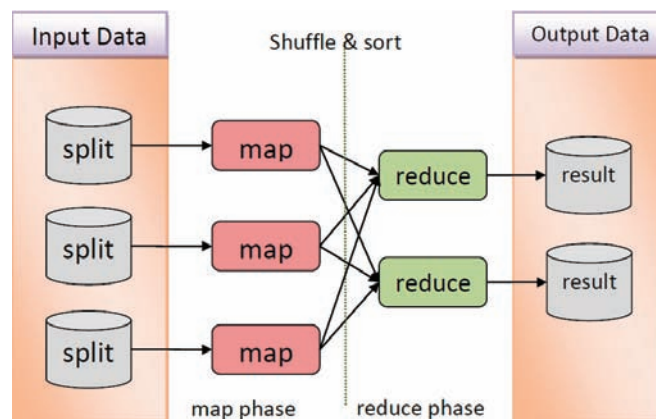 Input Data
Shuffle & sort
Output Data
split
map
reduce
result
split
map
reduce
result
split
map
map phase
reduce phase